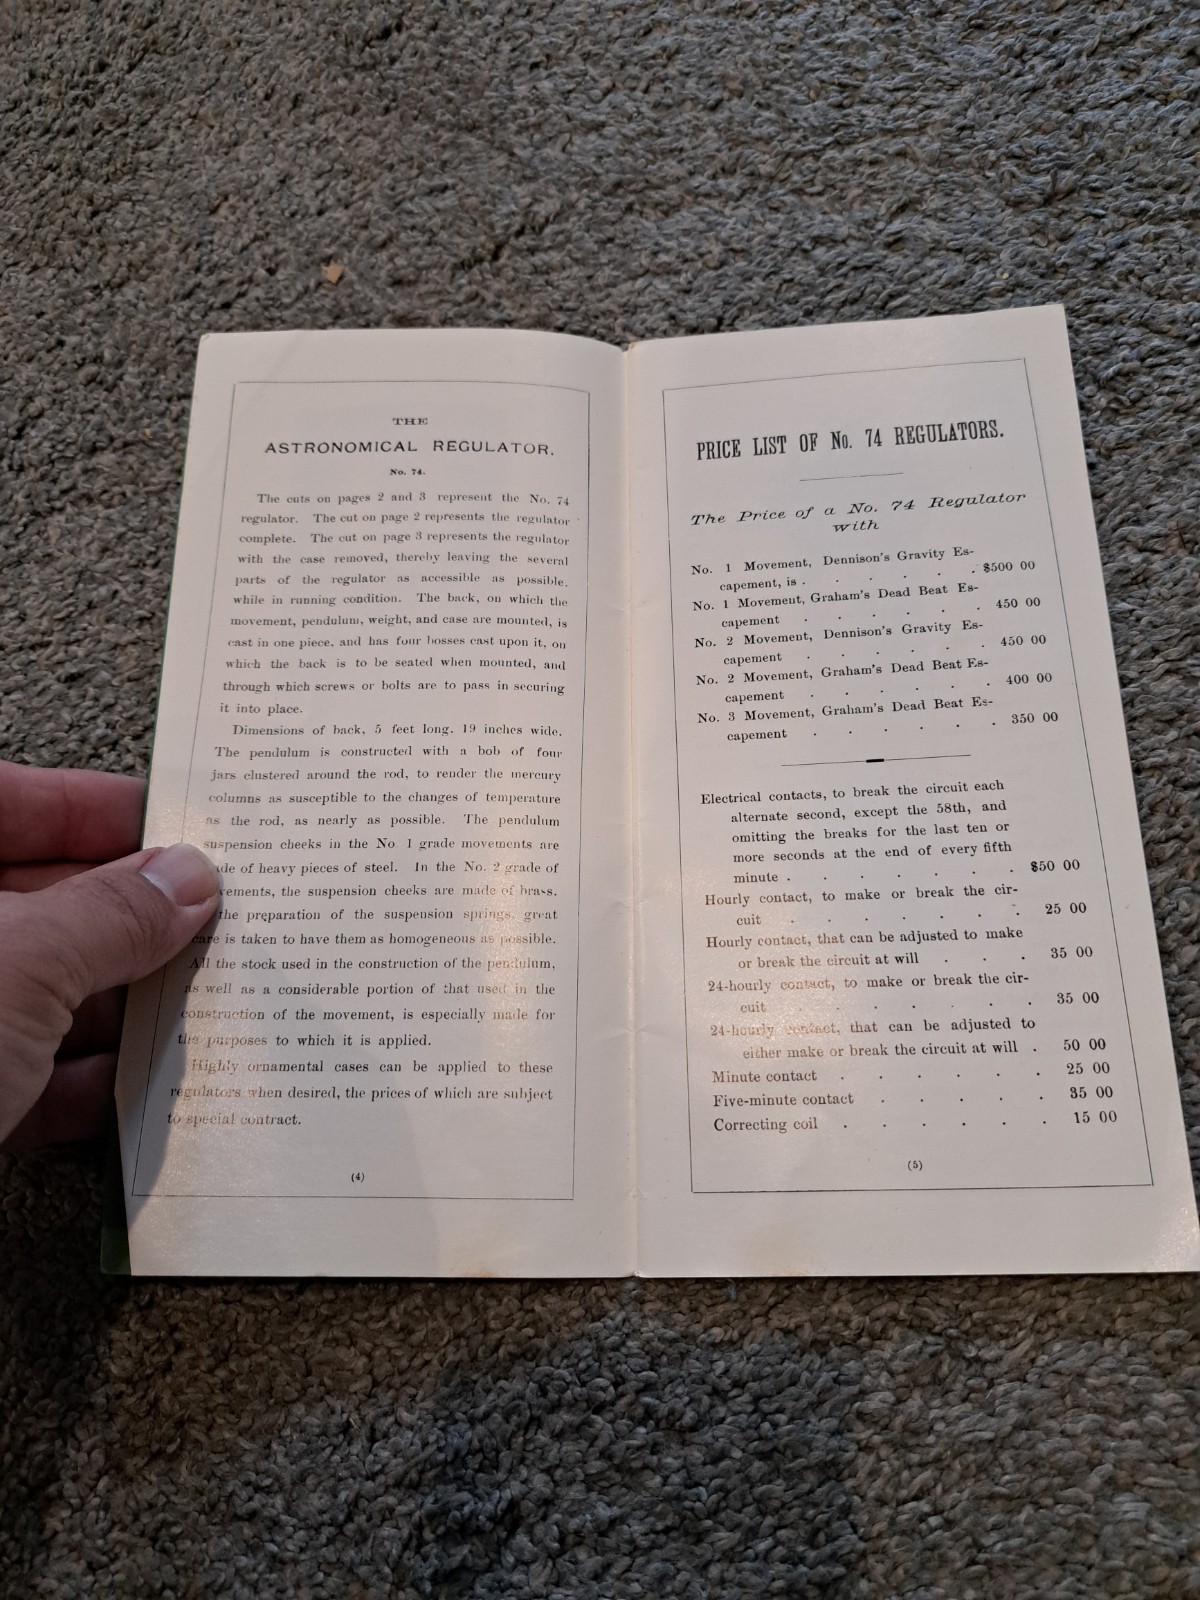 THE
ASTRONOMICAL REGULATOR.
No. 74.
The cuts on pages 2 and 3 represent the No. 74
regulator. The cut on page 2 represents the regulator
complete. The cut on page 3 represents the regulator
with the case removed, thereby leaving the several
parts of the regulator as accessible as possible,
while in running condition. The back, on which the
movement, pendulum, weight, and case are mounted, is
cast in one piece, and has four bosses cast upon it, on
which the back is to be seated when mounted, and
through which screws or bolts are to pass in securing
it into place.
Dimensions of back, 5 feet long, 19 inches wide.
The pendulum is constructed with a bob of four
jars clustered around the rod, to render the mercury
columns as susceptible to the changes of temperature
as the rod, as nearly as possible. The pendulum
suspension cheeks in the No. 1 grade movements are
of heavy pieces of steel. In the No. 2 grade of
the suspension cheeks are made of brass.
the preparation of the suspension springs, great
care is taken to have them as homogeneous as possible.
All the stock used in the construction of the pendulum,
as well as a considerable portion of that used in the
construction of the movement, is especially made for
the purposes to which it is applied.
Highly ornamental cases can be applied to these
regulators when desired, the prices of which are subject
to special contract.
(4)
PRICE LIST OF No. 74 REGULATORS.
The Price of a No. 74 Regulator
with
No. 1 Movement, Dennison's Gravity Es-
capement, is . . . . . . $500 00
No. 1 Movement, Graham's Dead Beat Es-
capement . . . . . 450 00
No. 2 Movement, Dennison's Gravity Es-
capement . . . . . 450 00
No. 2 Movement, Graham's Dead Beat Es-
capement . . . . . 400 00
No. 3 Movement, Graham's Dead Beat Es-
capement . . . . . 350 00
Electrical contacts, to break the circuit each
alternate second, except the 58th, and
omitting the breaks for the last ten or
more seconds at the end of every fifth
minute . . . . . . . $50 00
Hourly contact, to make or break the cir-
cuit . . . . . . . 25 00
Hourly contact, that can be adjusted to make
or break the circuit at will . . . 35 00
24-hourly contact, to make or break the cir-
cuit . . . . . . . 35 00
24-hourly contact, that can be adjusted to
either make or break the circuit at will . 50 00
Minute contact . . . . . . 25 00
Five-minute contact . . . . . 35 00
Correcting coil . . . . . . 15 00
(5)